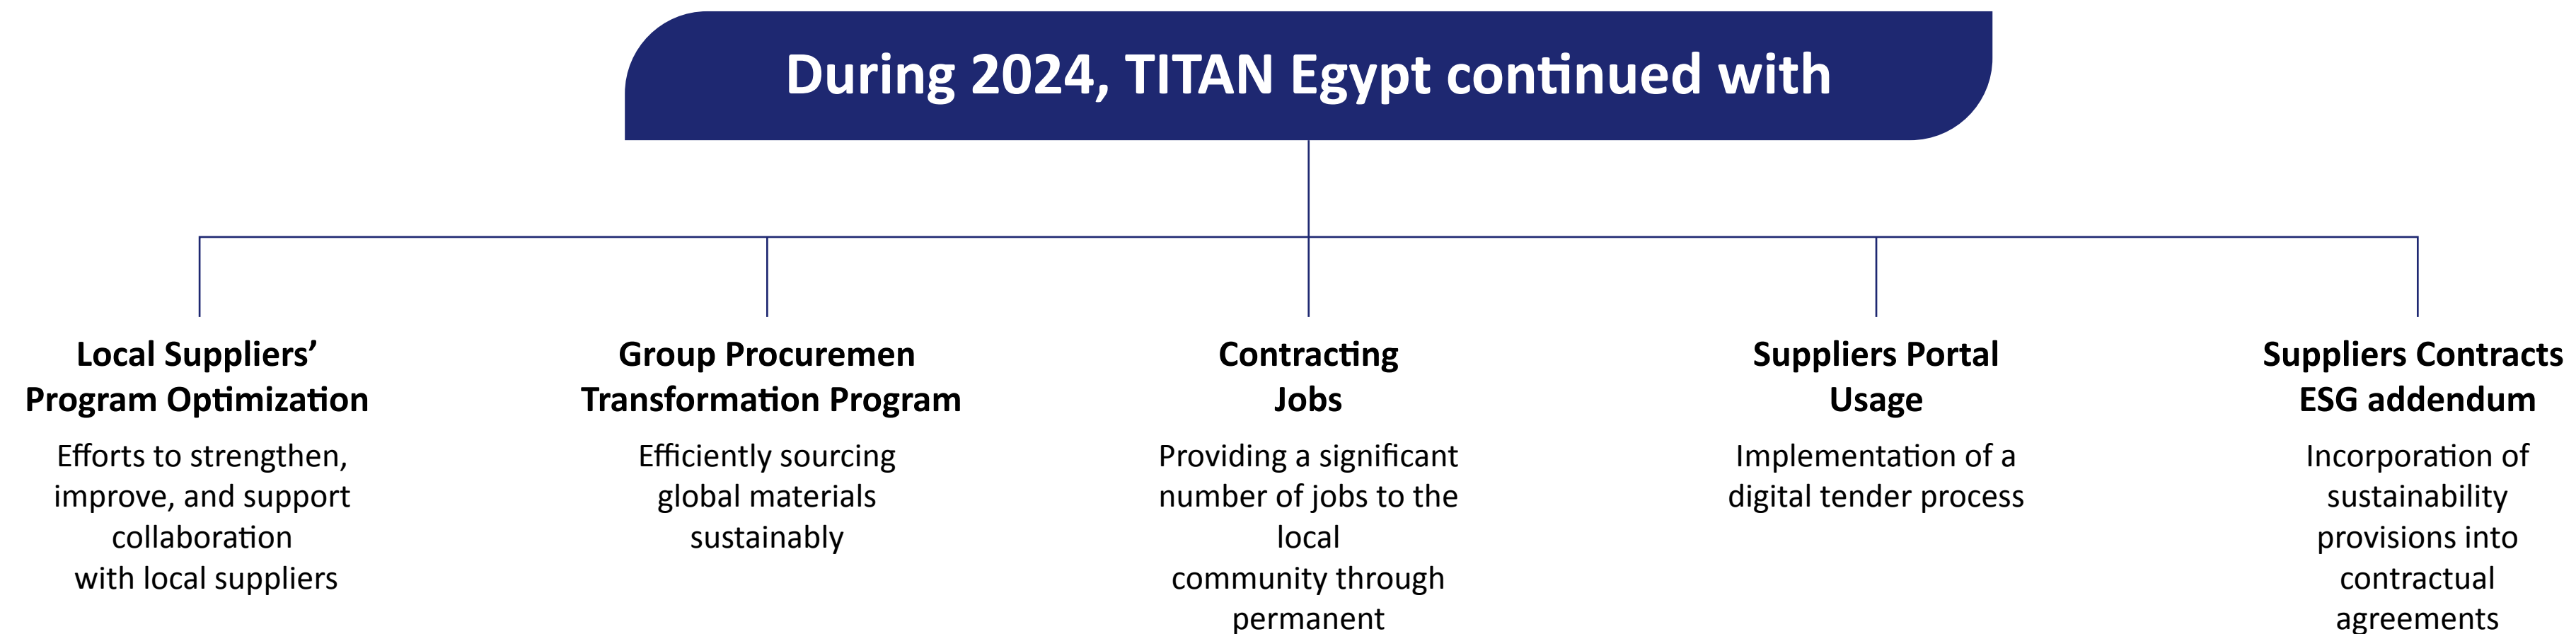 During 2024, TITAN Egypt continued with
Local Suppliers’
Program Optimization
Efforts to strengthen,
improve, and support
collaboration
with local suppliers
Group Procuremen
Transformation Program
Efficiently sourcing
global materials
sustainably
Contracting
Jobs
Providing a significant
number of jobs to the
local
community through
permanent
Suppliers Portal
Usage
Implementation of a
digital tender process
Suppliers Contracts
ESG addendum
Incorporation of
sustainability
provisions into
contractual
agreements